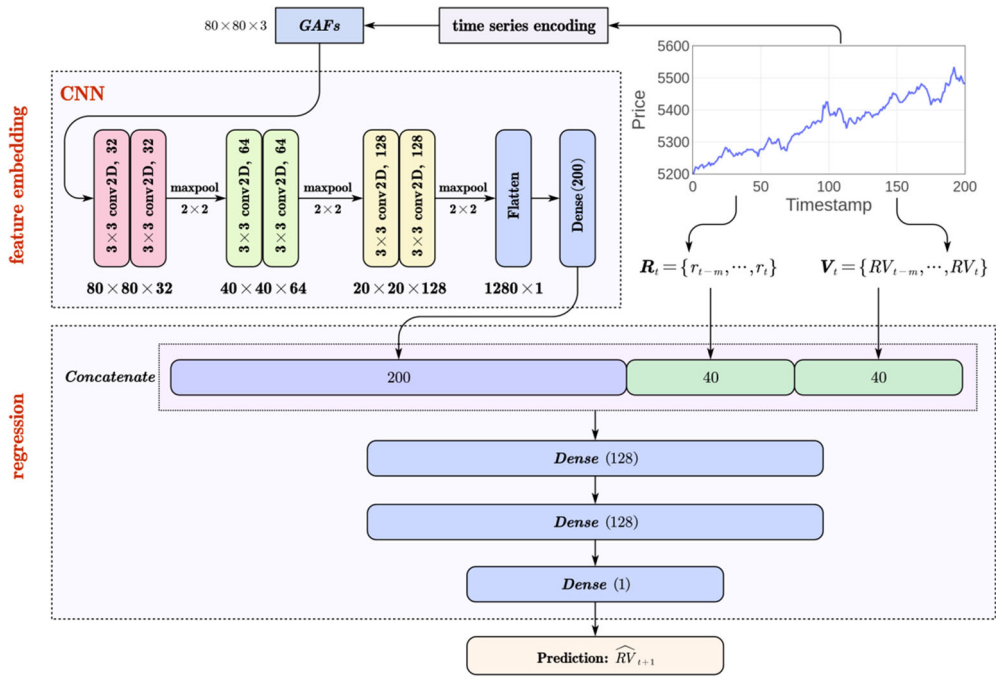 80×80×3
GAFs
time series encoding
5600
5500
5400
5300
5200
Price
0
50
100
150
200
Timestamp
feature embedding
CNN
3×3 conv2D, 32
3×3 conv2D, 32
maxpool
2×2
3×3 conv2D, 64
3×3 conv2D, 64
maxpool
2×2
3×3 conv2D, 128
3×3 conv2D, 128
maxpool
2×2
Flatten
Dense(200)
80×80×32
40×40×64
20×20×128
1280×1
R_t={r_{t−m},⋯,r_t}
V_t={RV_{t−m},⋯,RV_t}
regression
Concatenate
200
40
40
Dense (128)
Dense (128)
Dense (1)
Prediction: \widehat{RV}_{t+1}